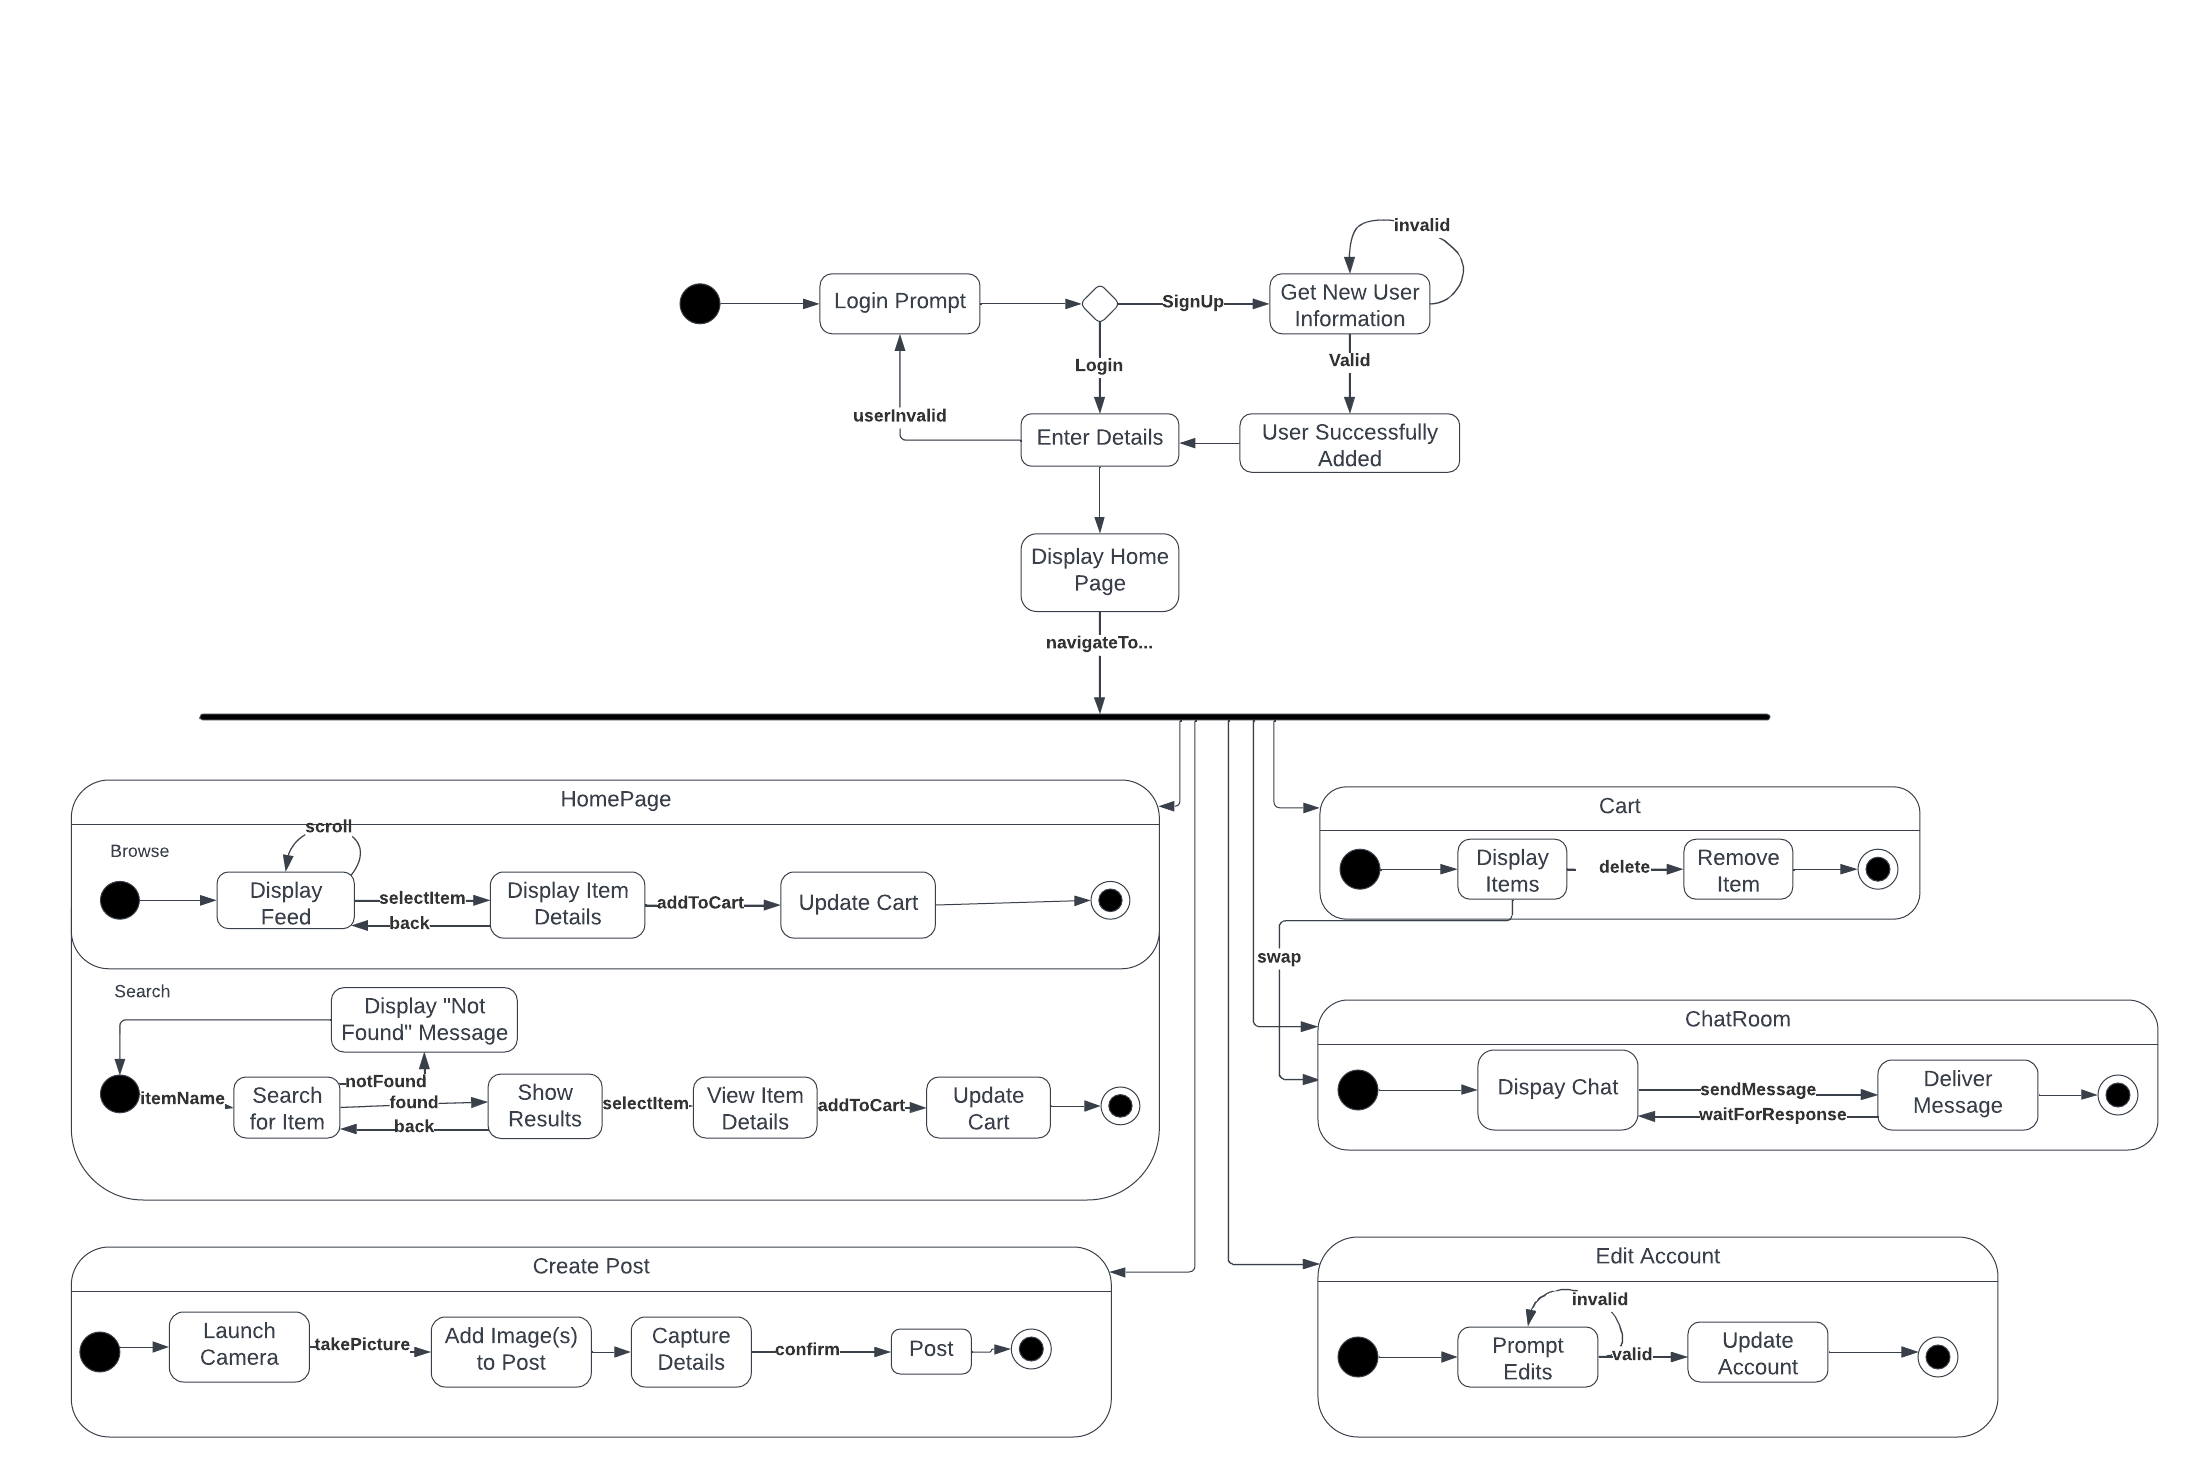 invalid
Login Prompt
SignUp
Get New User
Information
Login
Valid
userInvalid
Enter Details
User Successfully
Added
Display Home
Page
navigateTo...
HomePage
scroll
Browse
Display
Feed
selectItem
back
Display Item
Details
addToCart
Update Cart
Search
Display "Not
Found" Message
itemName
Search
for Item
notFound
found
back
Show
Results
selectItem
View Item
Details
addToCart
Update
Cart
Cart
Display
Items
delete
Remove
Item
swap
ChatRoom
Dispay Chat
sendMessage
waitForResponse
Deliver
Message
Create Post
Launch
Camera
takePicture
Add Image(s)
to Post
Capture
Details
confirm
Post
Edit Account
invalid
Prompt
Edits
valid
Update
Account